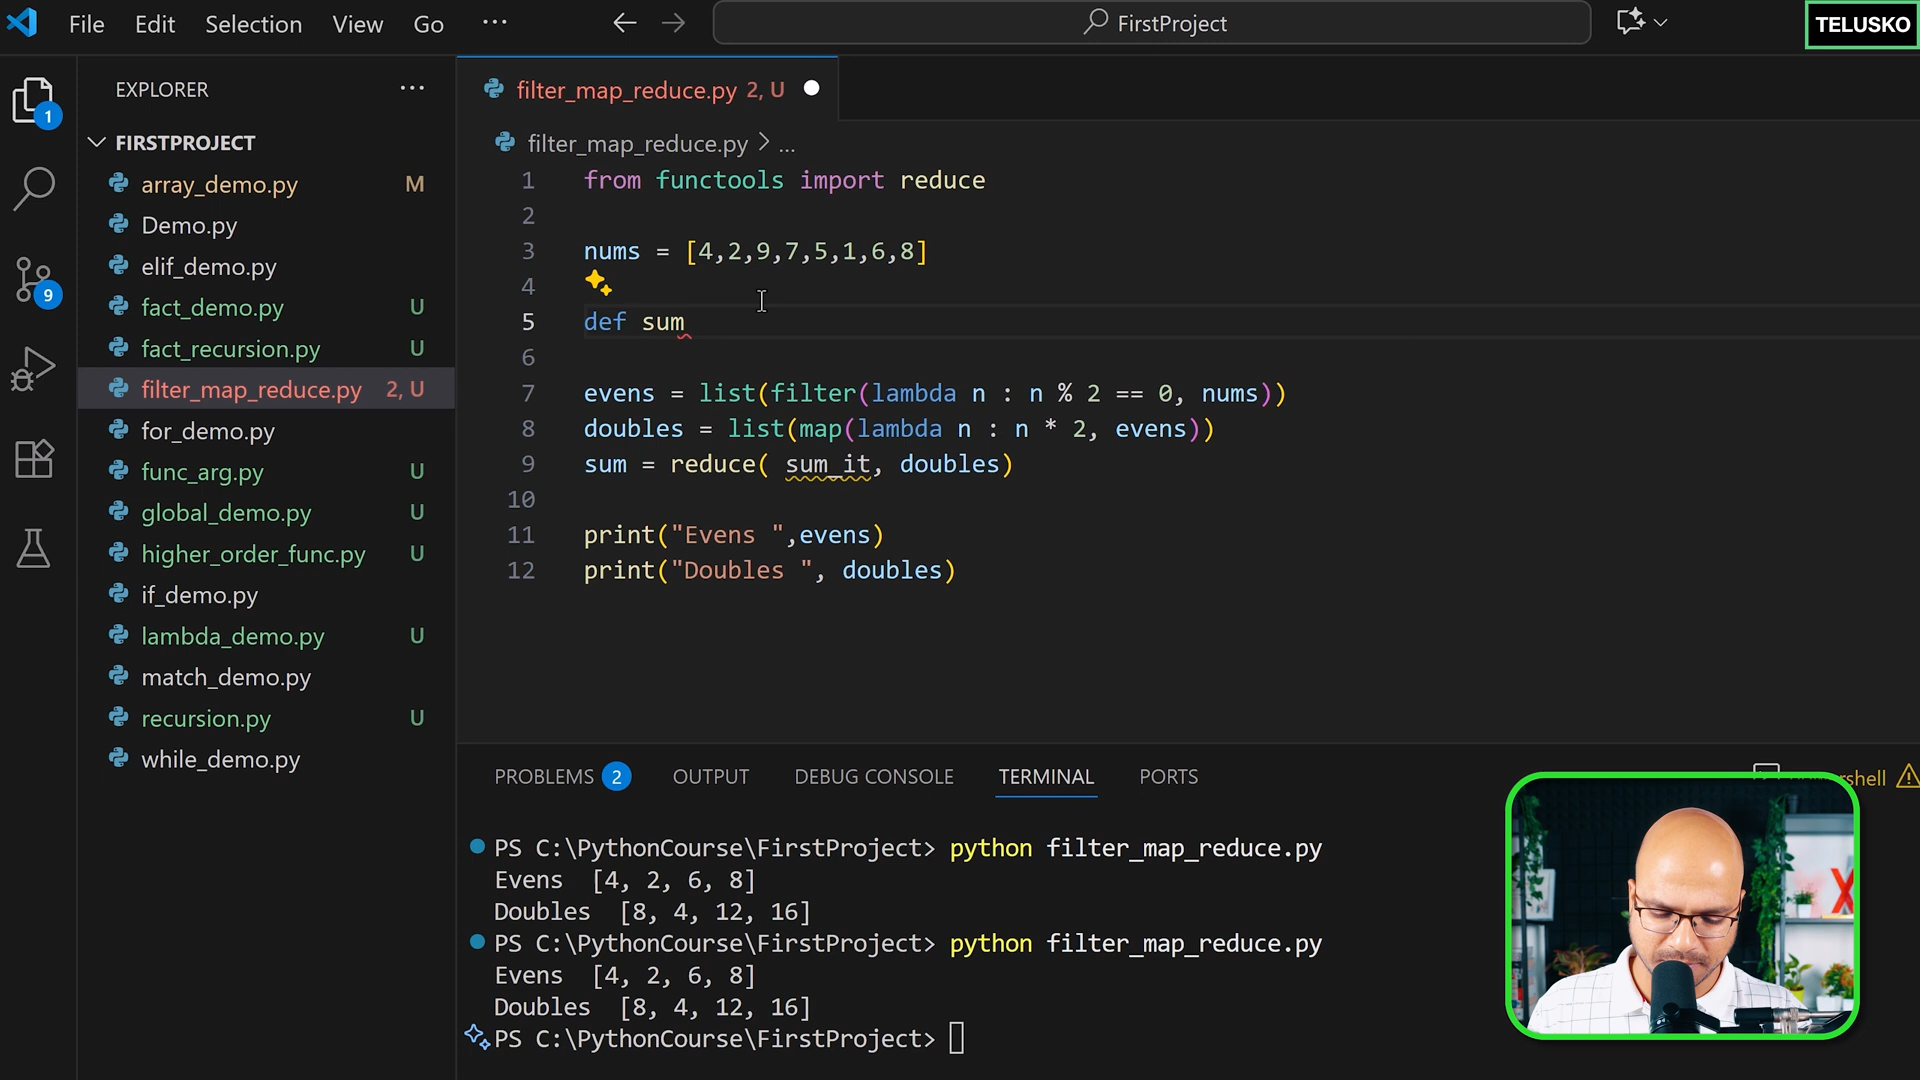 File Edit Selection View Go ...
FirstProject
TELUSKO
EXPLORER
FIRSTPROJECT
array_demo.py M
Demo.py
elif_demo.py
fact_demo.py U
fact_recursion.py U
filter_map_reduce.py 2, U
for_demo.py
func_arg.py U
global_demo.py U
higher_order_func.py U
if_demo.py
lambda_demo.py U
match_demo.py
recursion.py U
while_demo.py
1
9
filter_map_reduce.py 2, U
filter_map_reduce.py > ...
1 from functools import reduce
2
3 nums = [4,2,9,7,5,1,6,8]
4
5 def sum
6
7 evens = list(filter(lambda n : n % 2 == 0, nums))
8 doubles = list(map(lambda n : n * 2, evens))
9 sum = reduce( sum_it, doubles)
10
11 print("Evens ",evens)
12 print("Doubles ", doubles)
PROBLEMS 2 OUTPUT DEBUG CONSOLE TERMINAL PORTS
PS C:\PythonCourse\FirstProject> python filter_map_reduce.py
Evens  [4, 2, 6, 8]
Doubles  [8, 4, 12, 16]
PS C:\PythonCourse\FirstProject> python filter_map_reduce.py
Evens  [4, 2, 6, 8]
Doubles  [8, 4, 12, 16]
PS C:\PythonCourse\FirstProject>